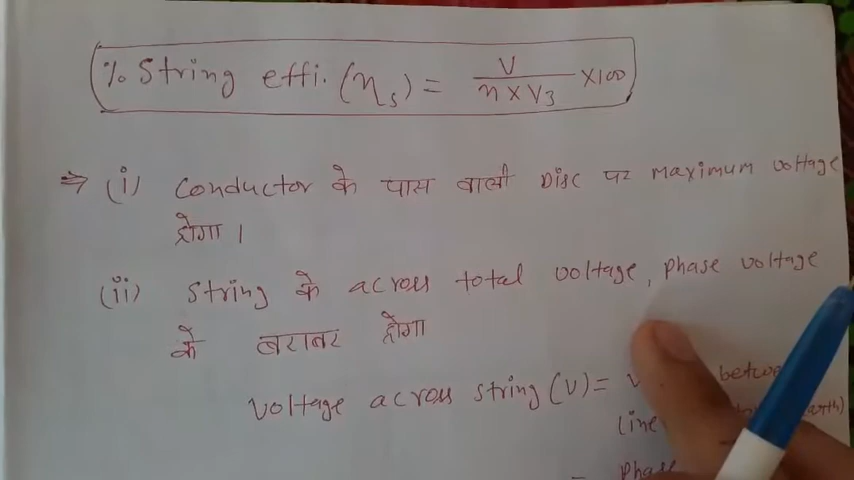 % String effi. (ηs) = V / n × V3 × 100
⇒ (i) Conductor के पास वाली Disc पर maximum voltage
होगा।
(ii) String के across total voltage, phase voltage
के बराबर होगा
Voltage across string (V) =
(line
= phase